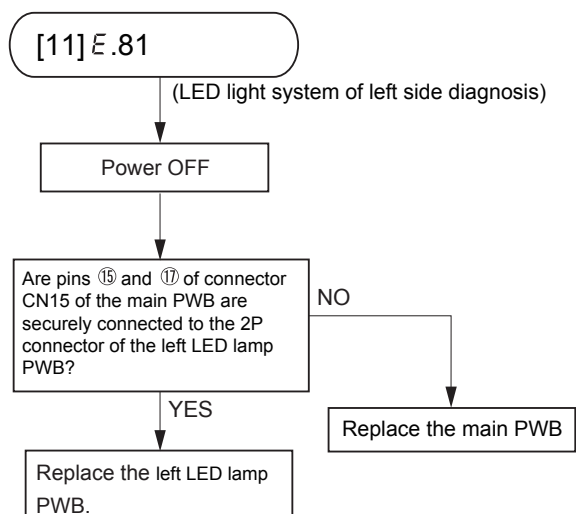 [11] E.81
(LED light system of left side diagnosis)
Power OFF
Are pins ⑮ and ⑰ of connector
CN15 of the main PWB are
securely connected to the 2P
connector of the left LED lamp
PWB?
NO
YES
Replace the main PWB
Replace the left LED lamp
PWB.